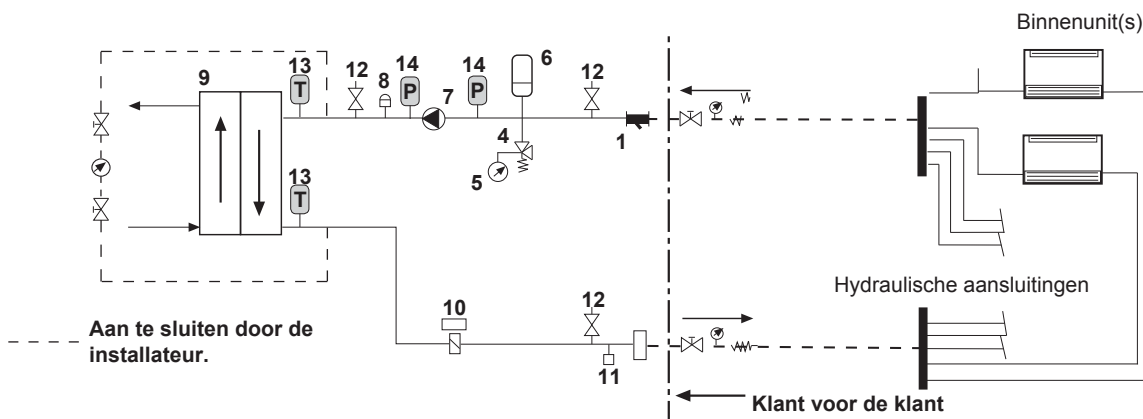 Binnenunit(s)
6
13
14
14
12
8
12
9
T
P
7
P
4
1
5
13
T
Hydraulische aansluitingen
10
12
Aan te sluiten door de
installateur.
11
Klant voor de klant